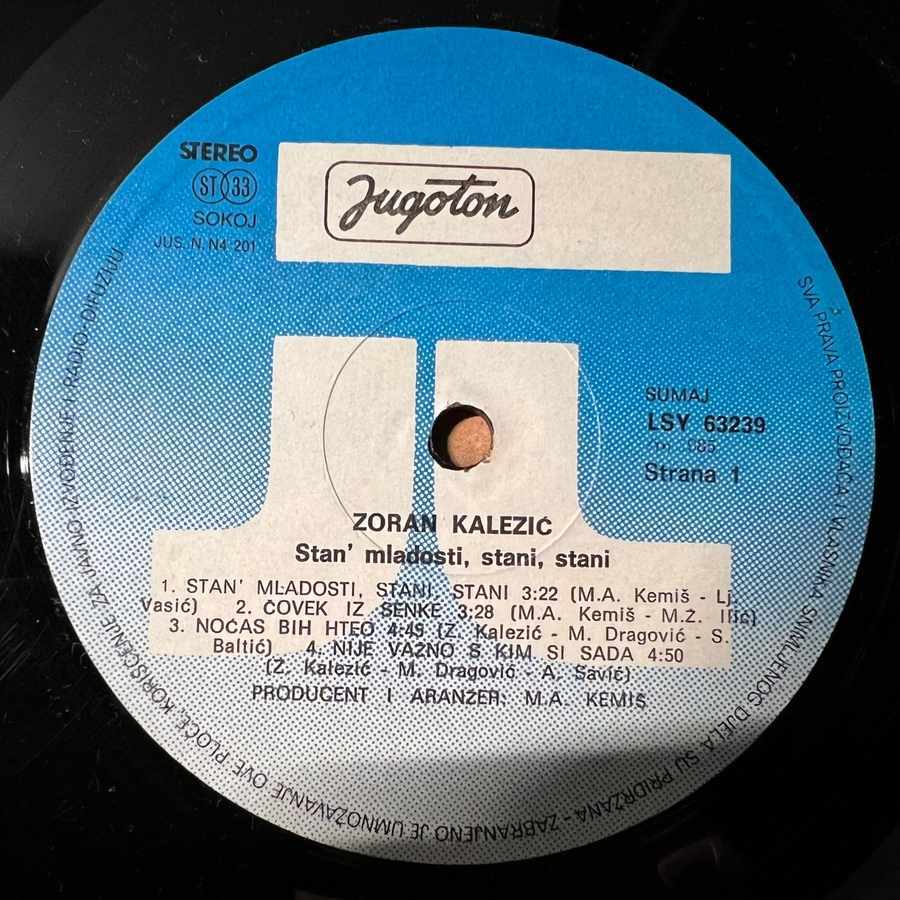 STEREO
ST 33
SOKOJ
JUS. N. N4 201
Jugoton
SUMAJ
LSY 63239
Strana 1
ZORAN KALEZIĆ
Stan' mladosti, stani, stani
1. STAN' MLADOSTI, STANI, STANI 3:22 (M.A. Kemiš - Lj.
Vasić) 2. ČOVEK IZ SENKE 3:28 (M.A. Kemiš - M.Ž. Ilić)
3. NOĆAS BIH HTEO 4:45 (Z. Kalezić - M. Dragović - S.
Baltić) 4. NIJE VAŽNO S KIM SI SADA 4:50
(Z. Kalezić - M. Dragović - A. Savić)
PRODUCENT I ARANŽER: M.A. KEMIŠ
SVA PRAVA PROIZVOĐAČA I VLASNIKA SNIMLJENOG DJELA SU PRIDRŽANA - ZABRANJENO JE UMNOŽAVANJE OVE PLOČE, KORIŠĆENJE ZA JAVNO IZVOĐENJE I RADIO-DIFUZIJU